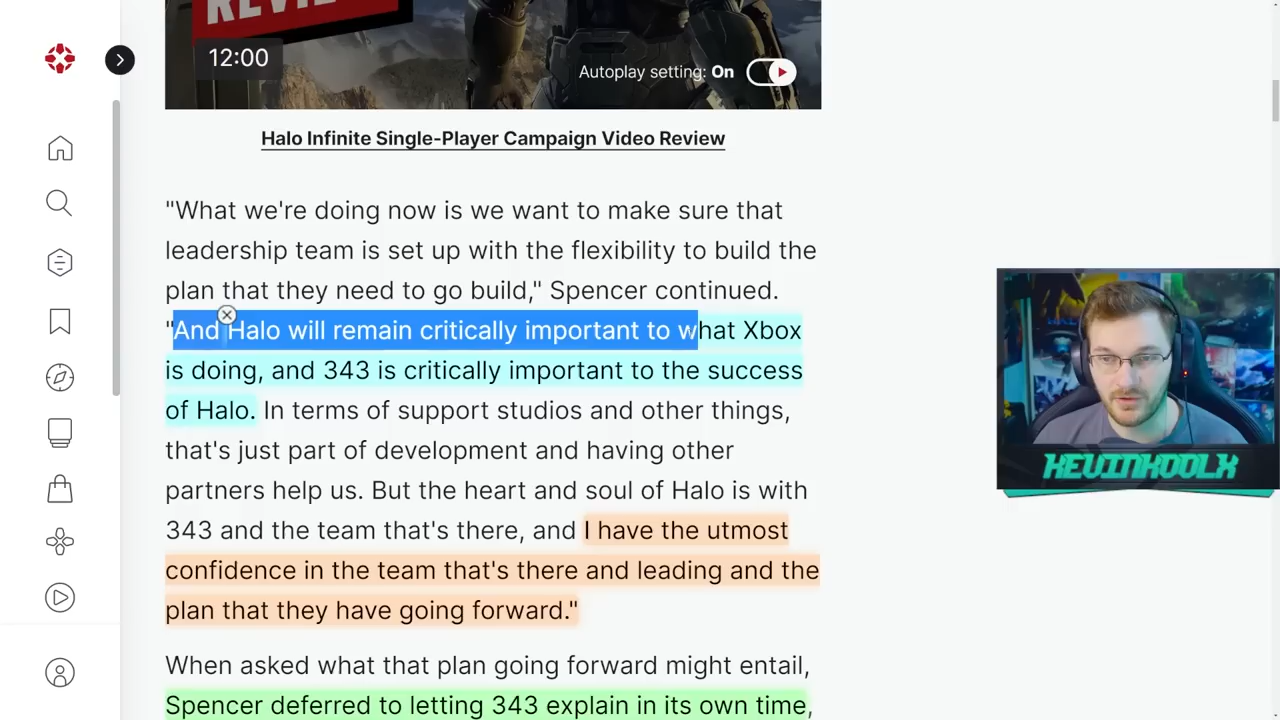 REVIEW
12:00
Autoplay setting: On
Halo Infinite Single-Player Campaign Video Review
"What we're doing now is we want to make sure that
leadership team is set up with the flexibility to build the
plan that they need to go build," Spencer continued.
"And Halo will remain critically important to what Xbox
is doing, and 343 is critically important to the success
of Halo. In terms of support studios and other things,
that's just part of development and having other
partners help us. But the heart and soul of Halo is with
343 and the team that's there, and I have the utmost
confidence in the team that's there and leading and the
plan that they have going forward."
When asked what that plan going forward might entail,
Spencer deferred to letting 343 explain in its own time,
KEVINKOOLX